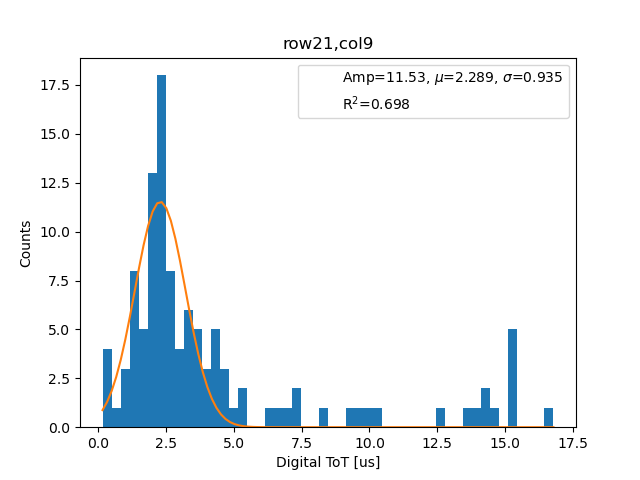 row21,col9
Amp=11.53, μ=2.289, σ=0.935
R²=0.698
17.5
15.0
12.5
10.0
7.5
5.0
2.5
0.0
Counts
0.0 2.5 5.0 7.5 10.0 12.5 15.0 17.5
Digital ToT [us]